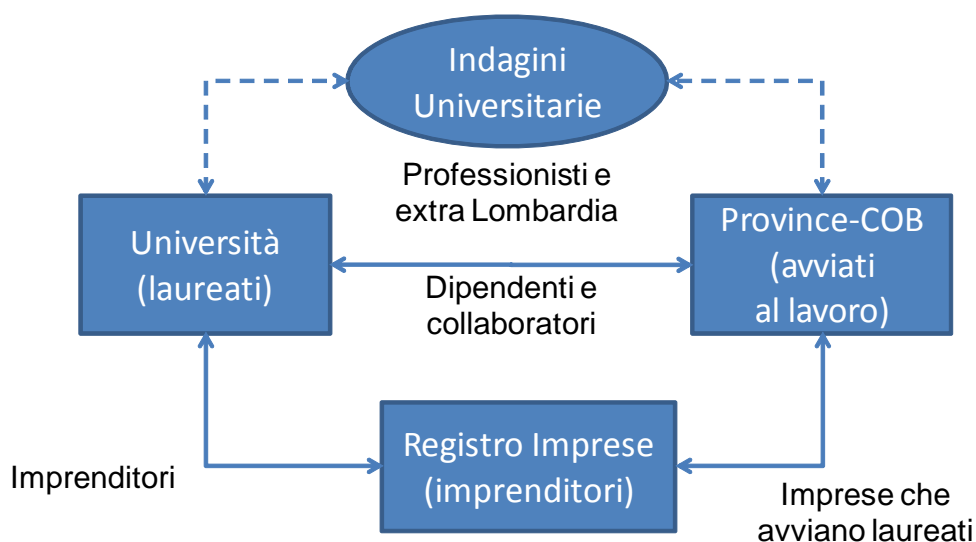 Indagini
Universitarie
Professionisti e
extra Lombardia
Università
(laureati)
Province-COB
(avviati
al lavoro)
Dipendenti e
collaboratori
Registro Imprese
(imprenditori)
Imprenditori
Imprese che
avviano laureati